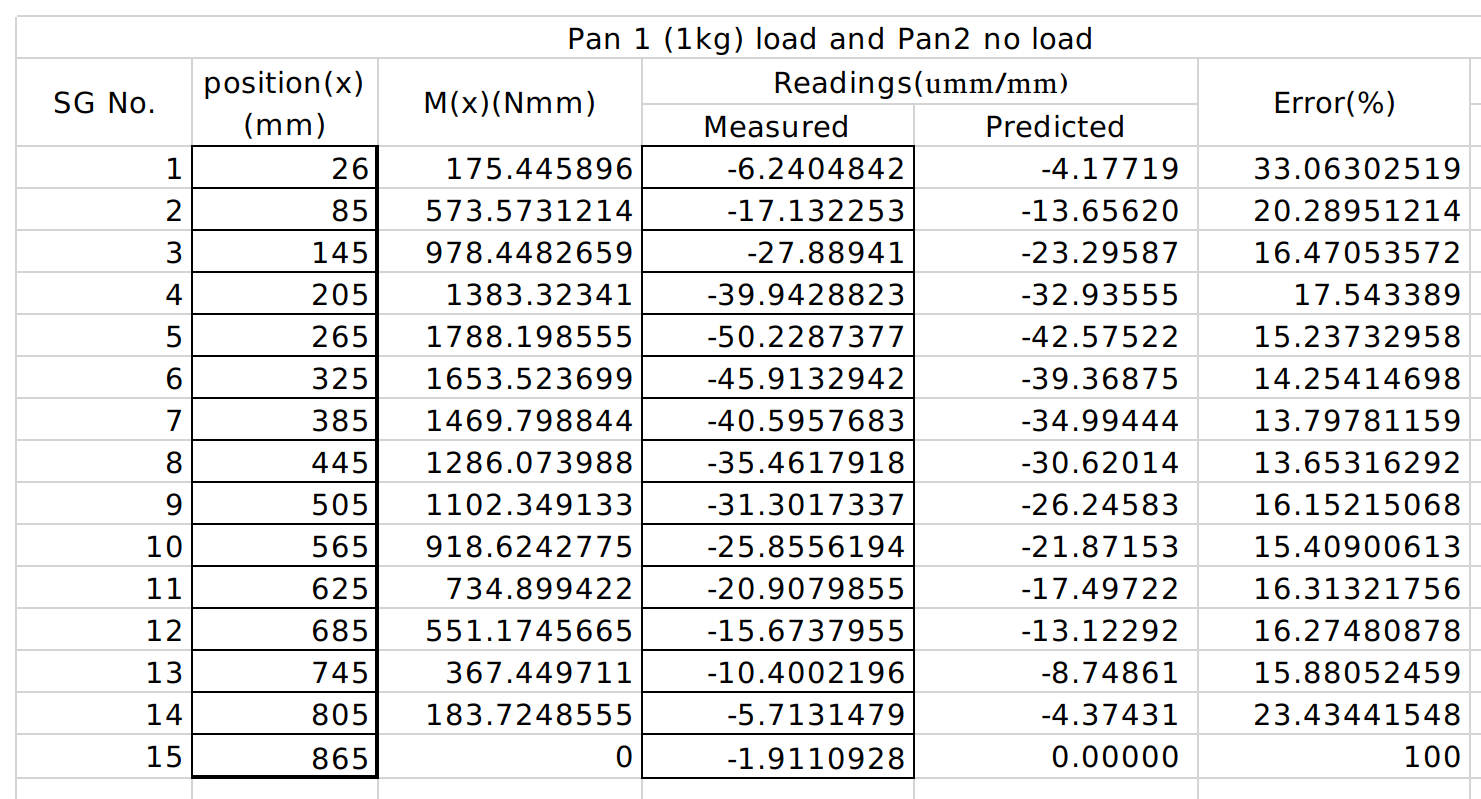 Pan 1 (1kg) load and Pan2 no load
SG No. position(x) (mm) M(x)(Nmm) Readings(umm/mm) Error(%)
Measured Predicted
1 26 175.445896 -6.2404842 -4.17719 33.06302519
2 85 573.5731214 -17.132253 -13.65620 20.28951214
3 145 978.4482659 -27.88941 -23.29587 16.47053572
4 205 1383.32341 -39.9428823 -32.93555 17.543389
5 265 1788.198555 -50.2287377 -42.57522 15.23732958
6 325 1653.523699 -45.9132942 -39.36875 14.25414698
7 385 1469.798844 -40.5957683 -34.99444 13.79781159
8 445 1286.073988 -35.4617918 -30.62014 13.65316292
9 505 1102.349133 -31.3017337 -26.24583 16.15215068
10 565 918.6242775 -25.8556194 -21.87153 15.40900613
11 625 734.899422 -20.9079855 -17.49722 16.31321756
12 685 551.1745665 -15.6737955 -13.12292 16.27480878
13 745 367.449711 -10.4002196 -8.74861 15.88052459
14 805 183.7248555 -5.7131479 -4.37431 23.43441548
15 865 0 -1.9110928 0.00000 100